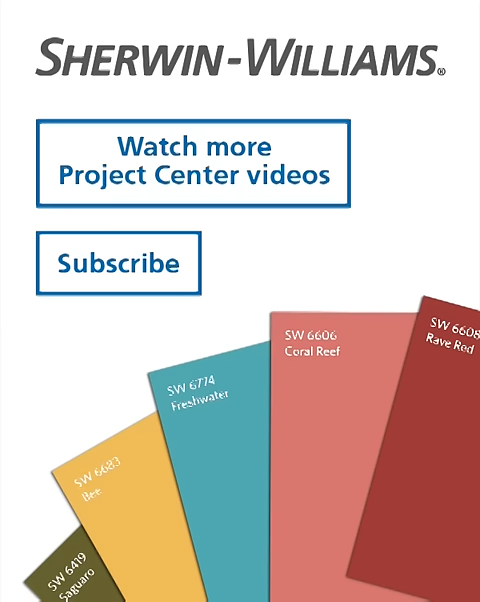 SHERWIN-WILLIAMS®
Watch more
Project Center videos
Subscribe
SW 6608
Rave Red
SW 6606
Coral Reef
SW 6774
Freshwater
SW 6683
Bee
SW 6419
Saguaro